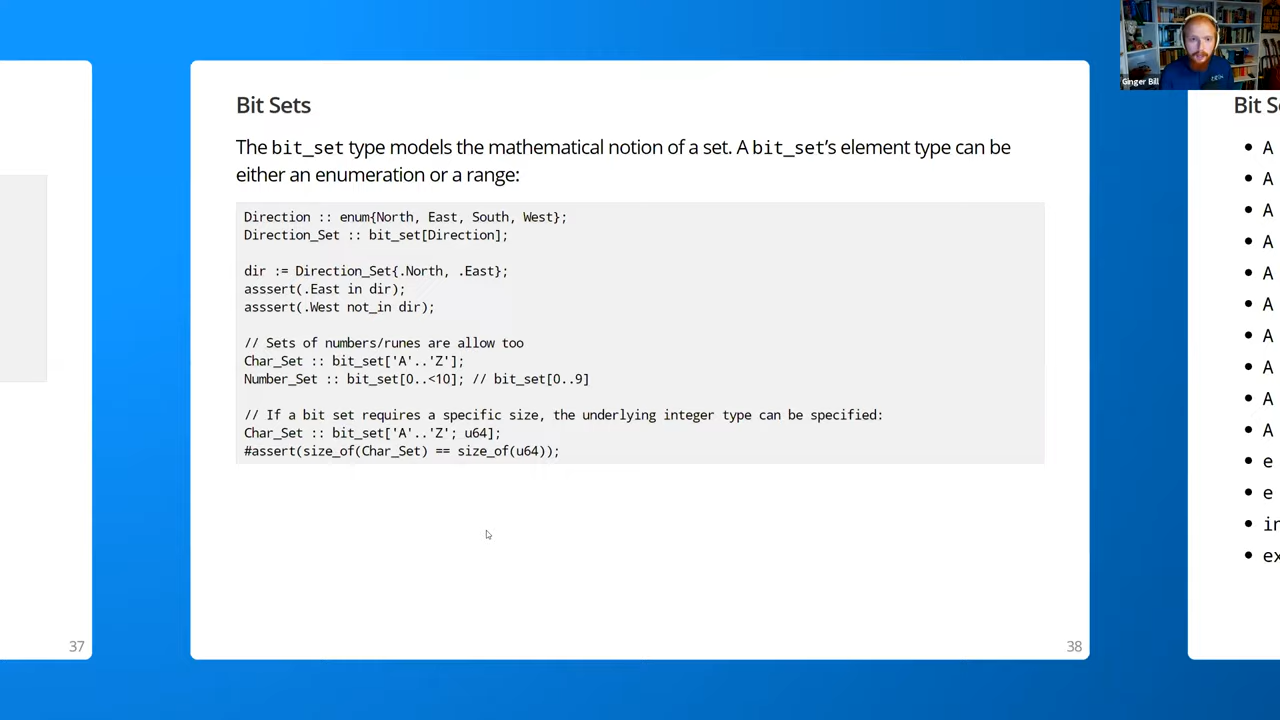 Ginger Bill
Bit Sets
The bit_set type models the mathematical notion of a set. A bit_set's element type can be
either an enumeration or a range:
Direction :: enum{North, East, South, West};
Direction_Set :: bit_set[Direction];
dir := Direction_Set{.North, .East};
asssert(.East in dir);
asssert(.West not_in dir);
// Sets of numbers/runes are allow too
Char_Set :: bit_set['A'..'Z'];
Number_Set :: bit_set[0..<10]; // bit_set[0..9]
// If a bit set requires a specific size, the underlying integer type can be specified:
Char_Set :: bit_set['A'..'Z'; u64];
#assert(size_of(Char_Set) == size_of(u64));
37
38
Bit S
• A
• A
• A
• A
• A
• A
• A
• A
• A
• A
• e
• e
• in
• ex